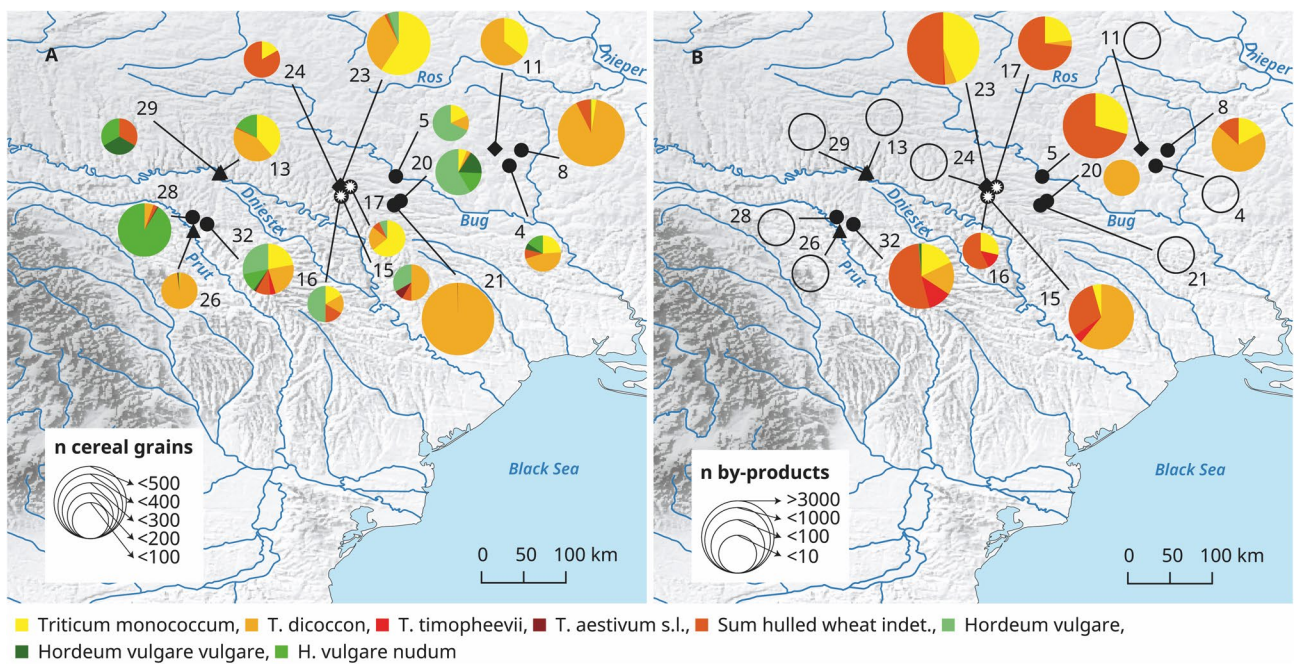 A
Dnieper
Ros
24
23
11
29
5
13
20
8
28
17
Dniester
Bug
4
32
Prut
16
15
21
26
n cereal grains
<500
<400
<300
<200
<100
Black Sea
0 50 100 km
B
11
Dnieper
17
Ros
23
8
29
13
5
24
20
4
28
Dniester
Bug
26
32
Prut
16
21
15
n by-products
>3000
<1000
<100
<10
Black Sea
0 50 100 km
Triticum monococcum, T. dicoccon, T. timopheevii, T. aestivum s.l., Sum hulled wheat indet., Hordeum vulgare,
Hordeum vulgare vulgare, H. vulgare nudum